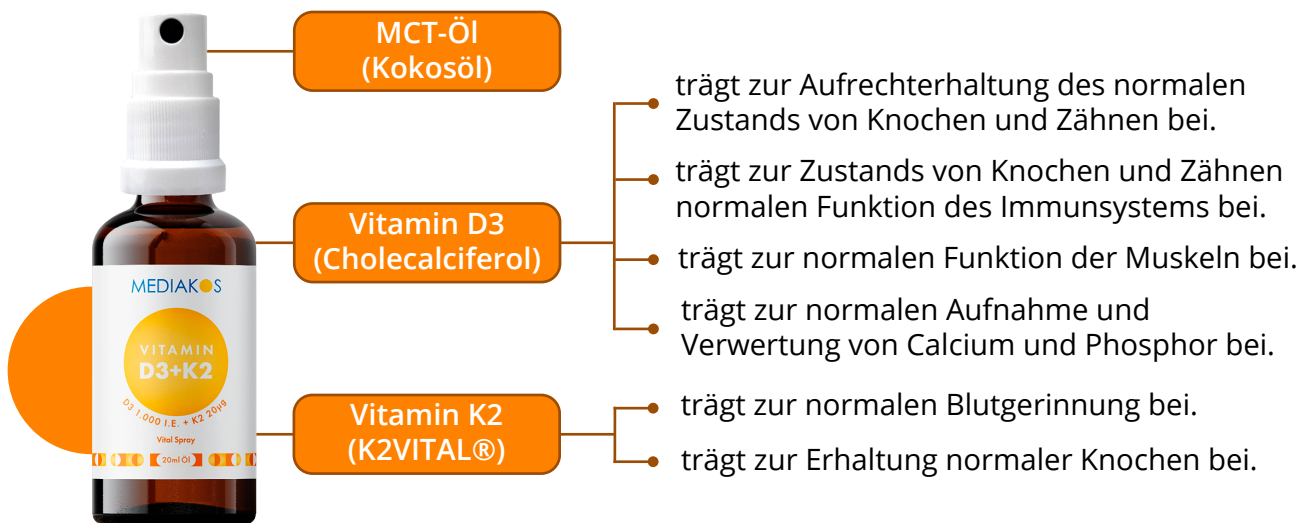 MCT-Öl
(Kokosöl)
Vitamin D3
(Cholecalciferol)
trägt zur Aufrechterhaltung des normalen
Zustands von Knochen und Zähnen bei.
trägt zur Zustands von Knochen und Zähnen
normalen Funktion des Immunsystems bei.
trägt zur normalen Funktion der Muskeln bei.
trägt zur normalen Aufnahme und
Verwertung von Calcium und Phosphor bei.
Vitamin K2
(K2VITAL®)
trägt zur normalen Blutgerinnung bei.
trägt zur Erhaltung normaler Knochen bei.
MEDIAKOS
VITAMIN
D3+K2
D3 1.000 I.E. + K2 20µg
Vital Spray
20ml Öl